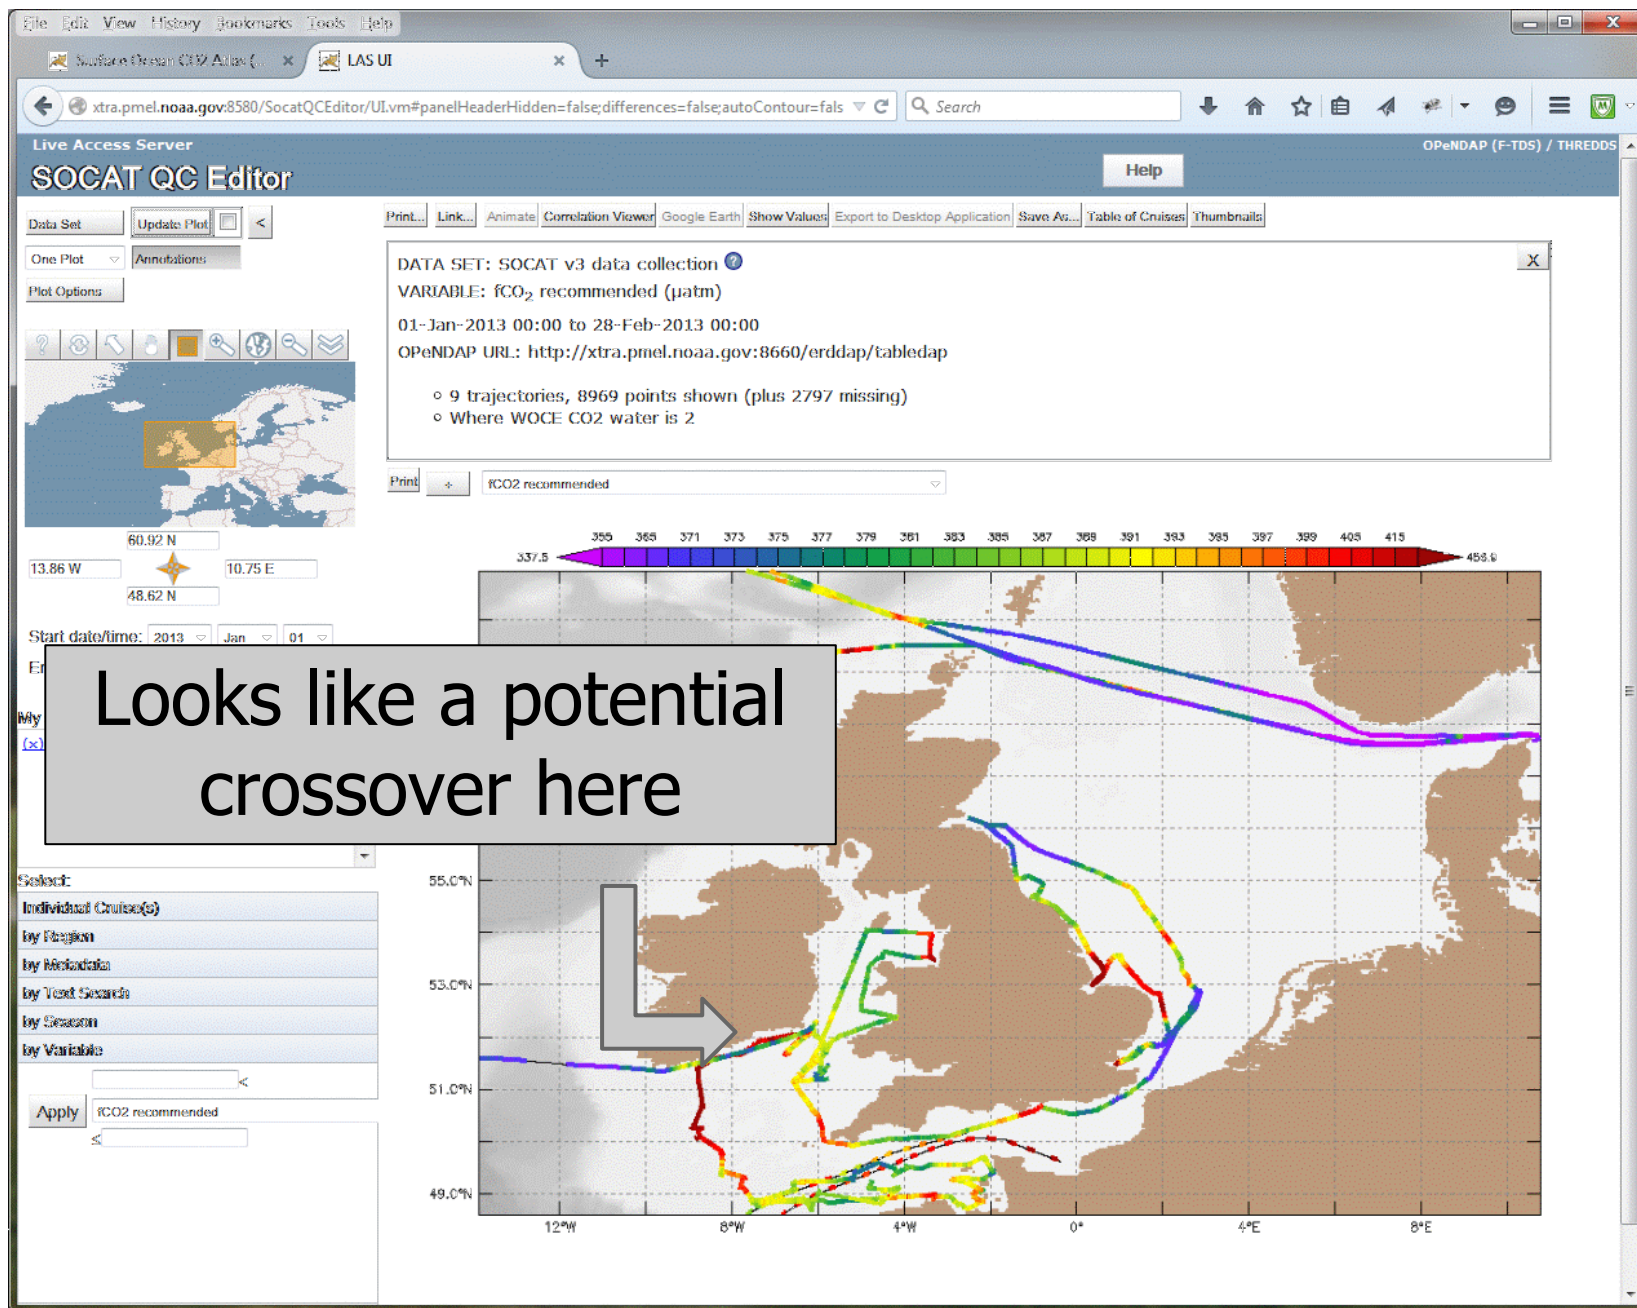 File Edit View History Bookmarks Tools Help
Surface Ocean CO2 Atlas (...
LAS UI
xtra.pmel.noaa.gov:8580/SocatQCEditor/UI.vm#panelHeaderHidden=false;differences=false;autoContour=fals
Search
Live Access Server
OPeNDAP (F-TDS) / THREDDS
SOCAT QC Editor
Help
Data Set
Update Plot
<
Print... Link... Animate Correlation Viewer Google Earth Show Values Export to Desktop Application Save As... Table of Cruises Thumbnails
One Plot
Annotations
Plot Options
DATA SET: SOCAT v3 data collection
X
VARIABLE: fCO₂ recommended (µatm)
01-Jan-2013 00:00 to 28-Feb-2013 00:00
OPeNDAP URL: http://xtra.pmel.noaa.gov:8660/erddap/tabledap
9 trajectories, 8969 points shown (plus 2797 missing)
Where WOCE CO2 water is 2
Print
+
fCO2 recommended
60.92 N
13.86 W
10.75 E
48.62 N
355 365 371 373 375 377 379 381 383 385 387 389 391 393 395 397 399 405 415
337.5
Start date/time: 2013 Jan 01
My
(x)
Looks like a potential
crossover here
Select:
Individual Cruise(s)
by Region
by Metadata
by Text Search
by Season
by Variable
<
Apply
fCO2 recommended
≤
55.0°N
53.0°N
51.0°N
49.0°N
12°W 8°W 4°W 0° 4°E 8°E